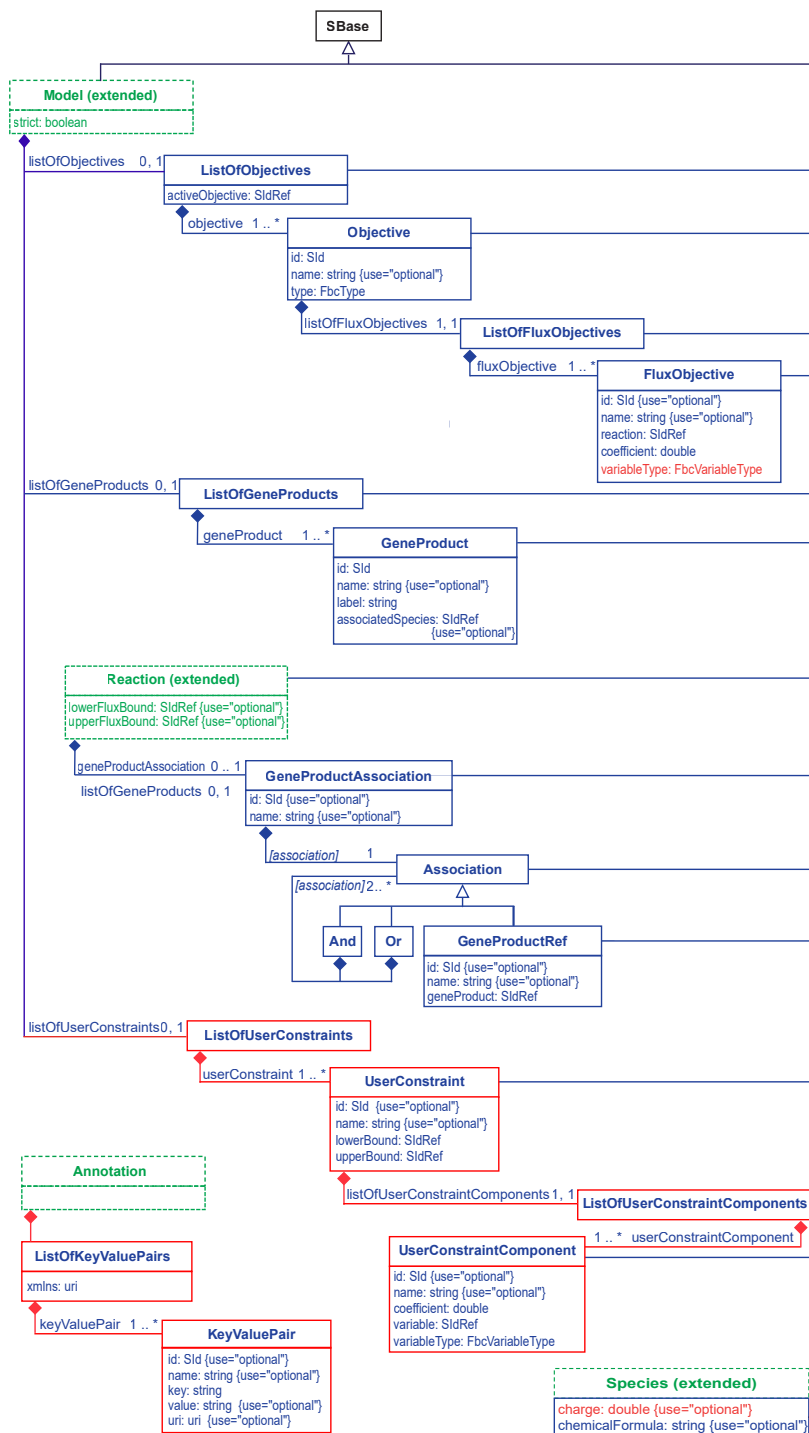 SBase
Model (extended)
strict: boolean
listOfObjectives 0, 1
ListOfObjectives
activeObjective: SIdRef
objective 1 .. *
Objective
id: SId
name: string {use="optional"}
type: FbcType
listOfFluxObjectives 1, 1
ListOfFluxObjectives
fluxObjective 1 .. *
FluxObjective
id: SId {use="optional"}
name: string {use="optional"}
reaction: SIdRef
coefficient: double
variableType: FbcVariableType
listOfGeneProducts 0, 1
ListOfGeneProducts
geneProduct 1 .. *
GeneProduct
id: SId
name: string {use="optional"}
label: string
associatedSpecies: SIdRef
{use="optional"}
Reaction (extended)
lowerFluxBound: SIdRef {use="optional"}
upperFluxBound: SIdRef {use="optional"}
geneProductAssociation 0 .. 1
listOfGeneProducts 0, 1
GeneProductAssociation
id: SId {use="optional"}
name: string {use="optional"}
[association] 1
Association
[association]2.. *
And
Or
GeneProductRef
id: SId {use="optional"}
name: string {use="optional"}
geneProduct: SIdRef
listOfUserConstraints0, 1
ListOfUserConstraints
userConstraint 1 .. *
UserConstraint
id: SId {use="optional"}
name: string {use="optional"}
lowerBound: SIdRef
upperBound: SIdRef
listOfUserConstraintComponents1, 1
ListOfUserConstraintComponents
1 .. * userConstraintComponent
UserConstraintComponent
id: SId {use="optional"}
name: string {use="optional"}
coefficient: double
variable: SIdRef
variableType: FbcVariableType
Annotation
ListOfKeyValuePairs
xmlns: uri
keyValuePair 1 .. *
KeyValuePair
id: SId {use="optional"}
name: string {use="optional"}
key: string
value: string {use="optional"}
uri: uri {use="optional"}
Species (extended)
charge: double {use="optional"}
chemicalFormula: string {use="optional"}